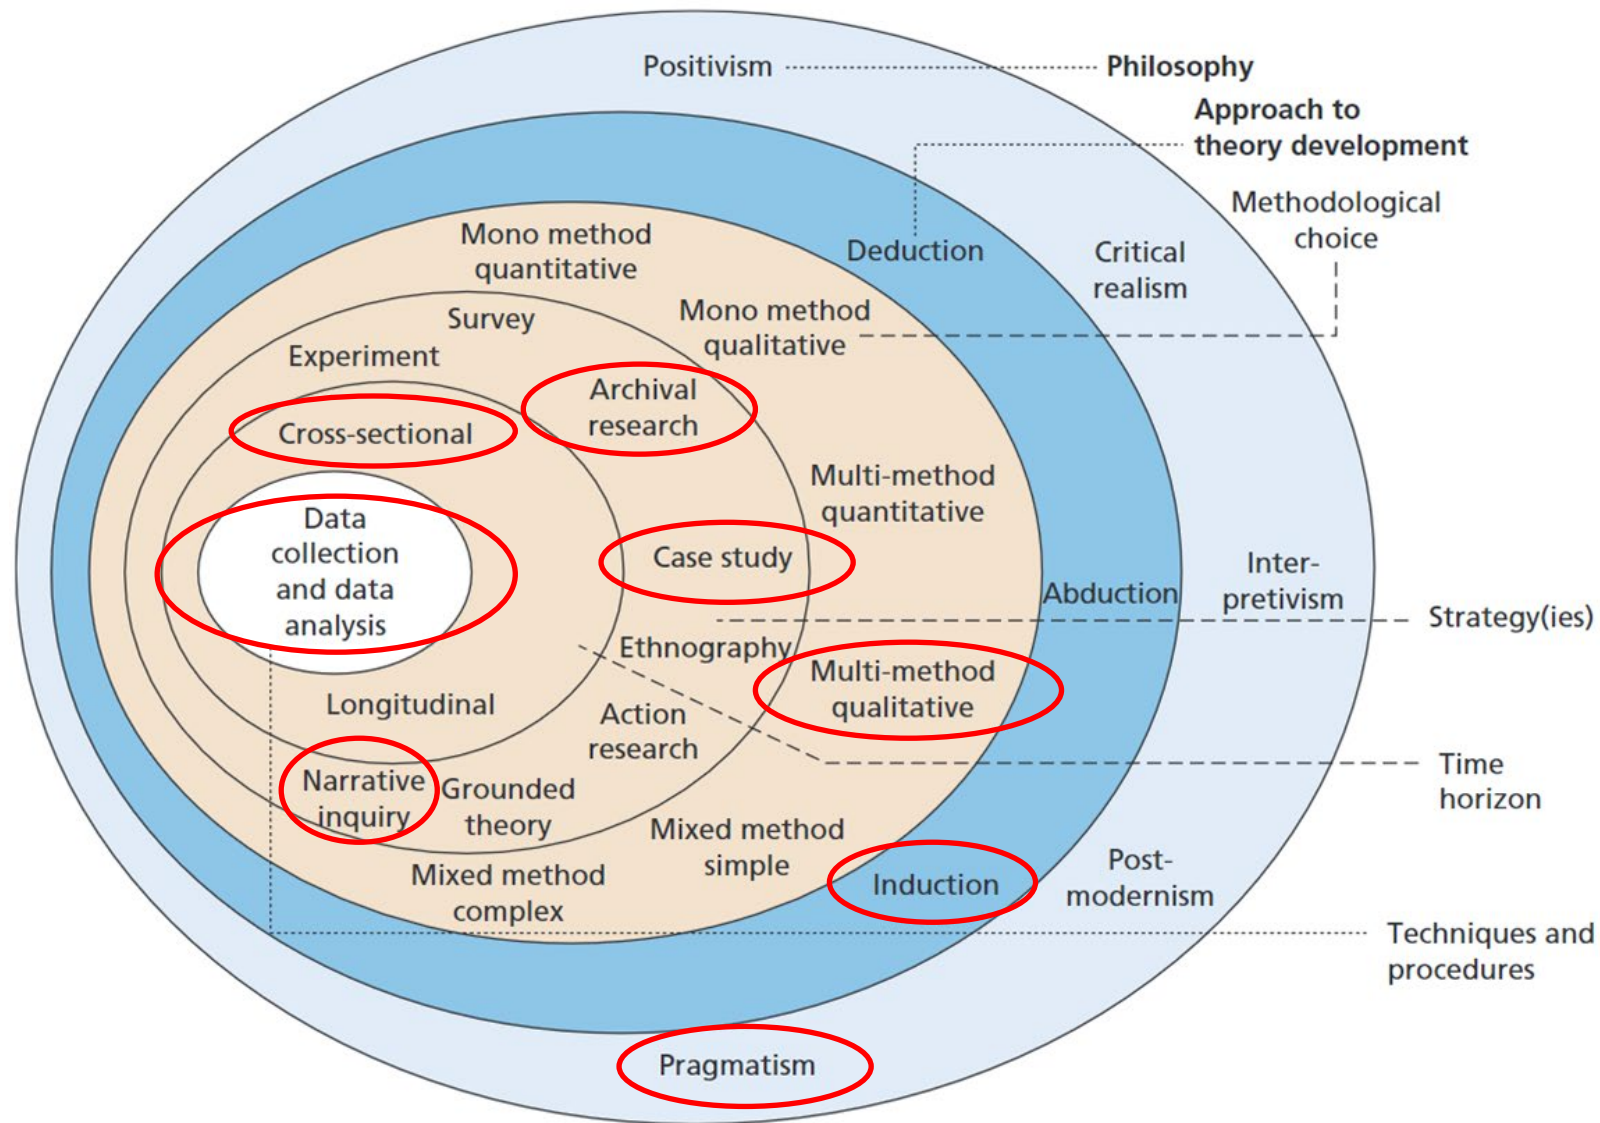 Positivism
Philosophy
Approach to
theory development
Methodological
choice
Mono method
quantitative
Deduction
Critical
realism
Survey
Mono method
qualitative
Experiment
Archival
research
Cross-sectional
Multi-method
quantitative
Data
collection
and data
analysis
Case study
Inter-
pretivism
Abduction
Strategy(ies)
Ethnography
Multi-method
qualitative
Longitudinal
Action
research
Time
horizon
Narrative
inquiry
Grounded
theory
Mixed method
simple
Mixed method
complex
Induction
Post-
modernism
Techniques and
procedures
Pragmatism